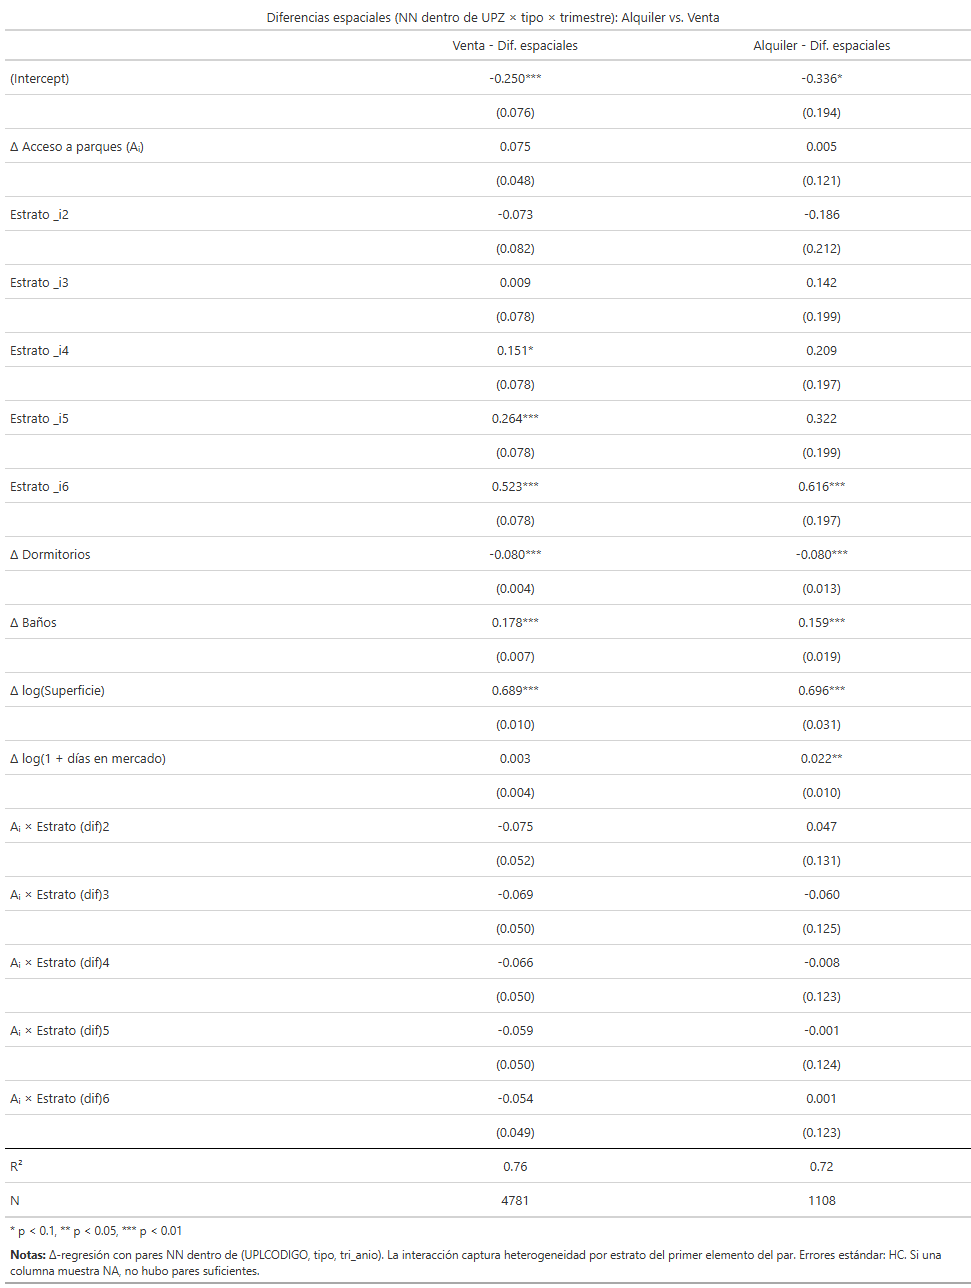 Diferencias espaciales (NN dentro de UPZ × tipo × trimestre): Alquiler vs. Venta
Venta - Dif. espaciales Alquiler - Dif. espaciales
(Intercept) -0.250*** -0.336*
(0.076) (0.194)
Δ Acceso a parques (Aᵢ) 0.075 0.005
(0.048) (0.121)
Estrato _i2 -0.073 -0.186
(0.082) (0.212)
Estrato _i3 0.009 0.142
(0.078) (0.199)
Estrato _i4 0.151* 0.209
(0.078) (0.197)
Estrato _i5 0.264*** 0.322
(0.078) (0.199)
Estrato _i6 0.523*** 0.616***
(0.078) (0.197)
Δ Dormitorios -0.080*** -0.080***
(0.004) (0.013)
Δ Baños 0.178*** 0.159***
(0.007) (0.019)
Δ log(Superficie) 0.689*** 0.696***
(0.010) (0.031)
Δ log(1 + días en mercado) 0.003 0.022**
(0.004) (0.010)
Aᵢ × Estrato (dif)2 -0.075 0.047
(0.052) (0.131)
Aᵢ × Estrato (dif)3 -0.069 -0.060
(0.050) (0.125)
Aᵢ × Estrato (dif)4 -0.066 -0.008
(0.050) (0.123)
Aᵢ × Estrato (dif)5 -0.059 -0.001
(0.050) (0.124)
Aᵢ × Estrato (dif)6 -0.054 0.001
(0.049) (0.123)
R² 0.76 0.72
N 4781 1108
* p < 0.1, ** p < 0.05, *** p < 0.01
Notas: Δ-regresión con pares NN dentro de (UPLCODIGO, tipo, tri_anio). La interacción captura heterogeneidad por estrato del primer elemento del par. Errores estándar: HC. Si una
columna muestra NA, no hubo pares suficientes.